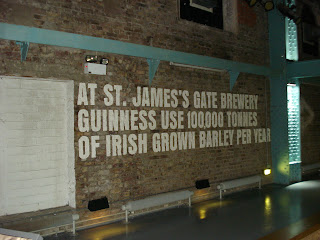 AT ST. JAMES'S GATE BREWERY
GUINNESS USE 100,000 TONNES
OF IRISH GROWN BARLEY PER YEAR